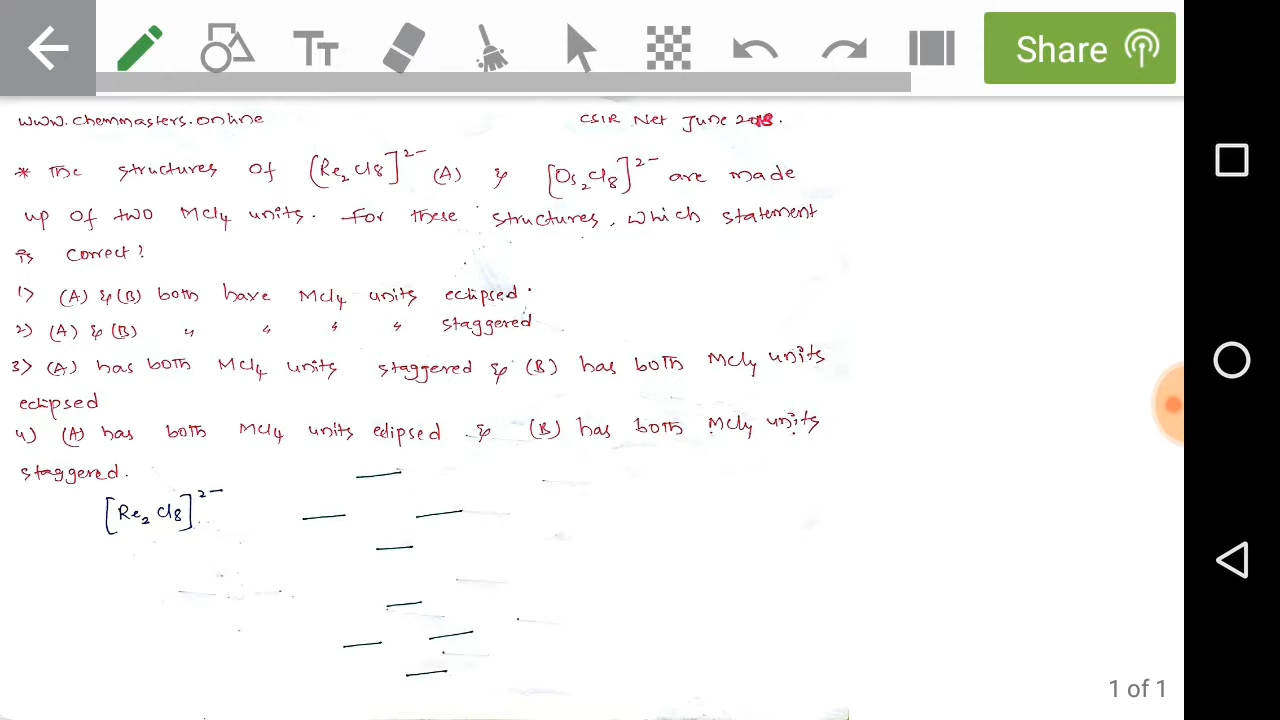 Share
www.chemmasters.online CSIR Net June 2018.
* The structures of [Re2Cl8]2- (A) & [Os2Cl8]2- are made
up of two MCl4 units. For these structures, which statement
is correct?
1) (A) & (B) both have MCl4 units eclipsed.
2) (A) & (B) " " " " staggered
3) (A) has both MCl4 units staggered & (B) has both MCl4 units
eclipsed
4) (A) has both MCl4 units eclipsed & (B) has both MCl4 units
staggered.
[Re2Cl8]2-
1 of 1